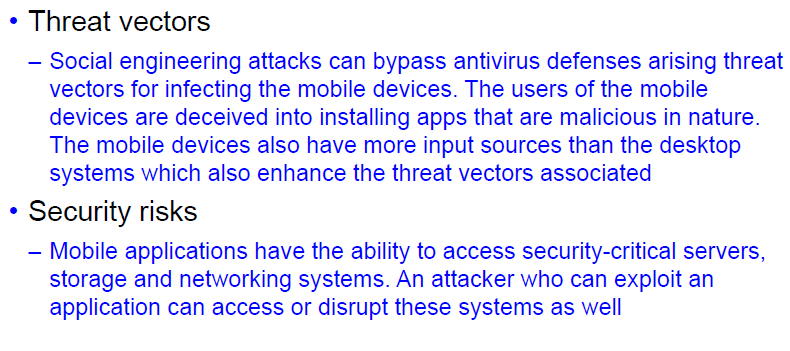 • Threat vectors
– Social engineering attacks can bypass antivirus defenses arising threat
vectors for infecting the mobile devices. The users of the mobile
devices are deceived into installing apps that are malicious in nature.
The mobile devices also have more input sources than the desktop
systems which also enhance the threat vectors associated
• Security risks
– Mobile applications have the ability to access security-critical servers,
storage and networking systems. An attacker who can exploit an
application can access or disrupt these systems as well